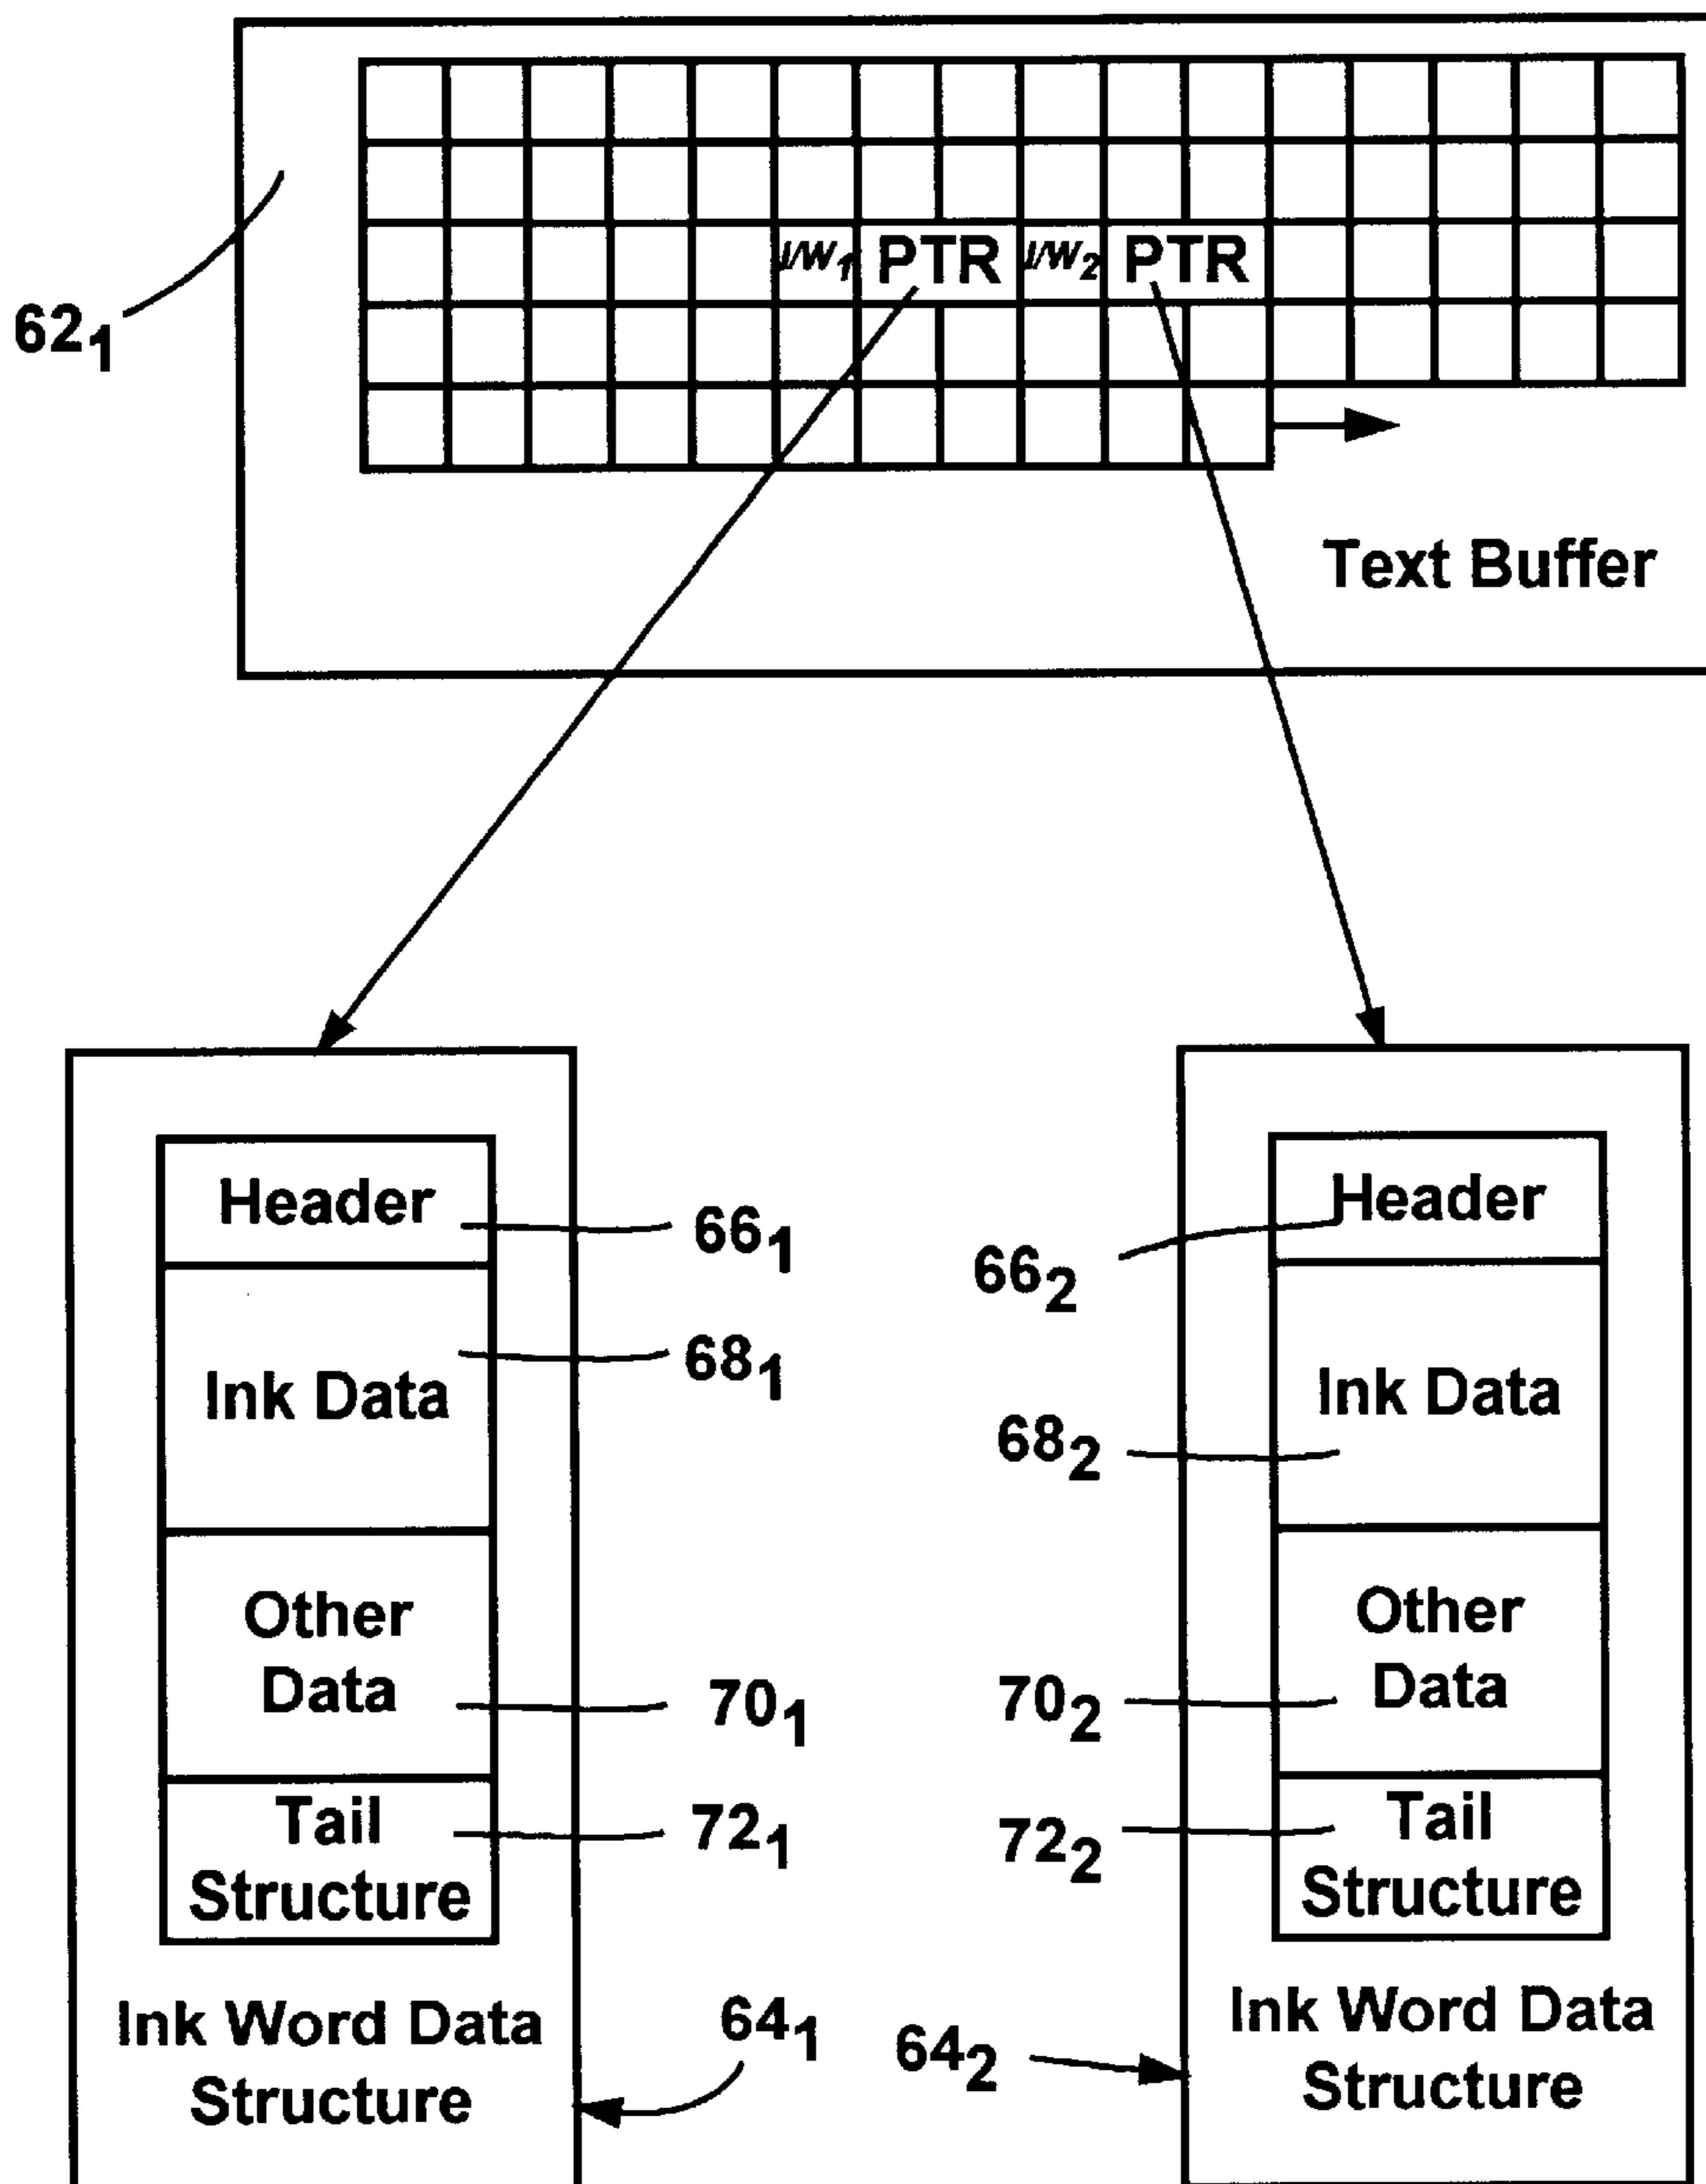 I/W₁ PTR I/W₂ PTR
62₁
Text Buffer
Header
66₁
Ink Data
68₁
Other
Data
70₁
Tail
Structure
72₁
Ink Word Data
Structure
64₁
Header
66₂
Ink Data
68₂
Other
Data
70₂
Tail
Structure
72₂
Ink Word Data
Structure
64₂